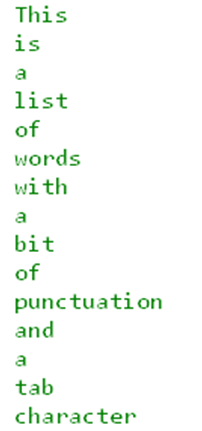 This
is
a
list
of
words
with
a
bit
of
punctuation
and
a
tab
character